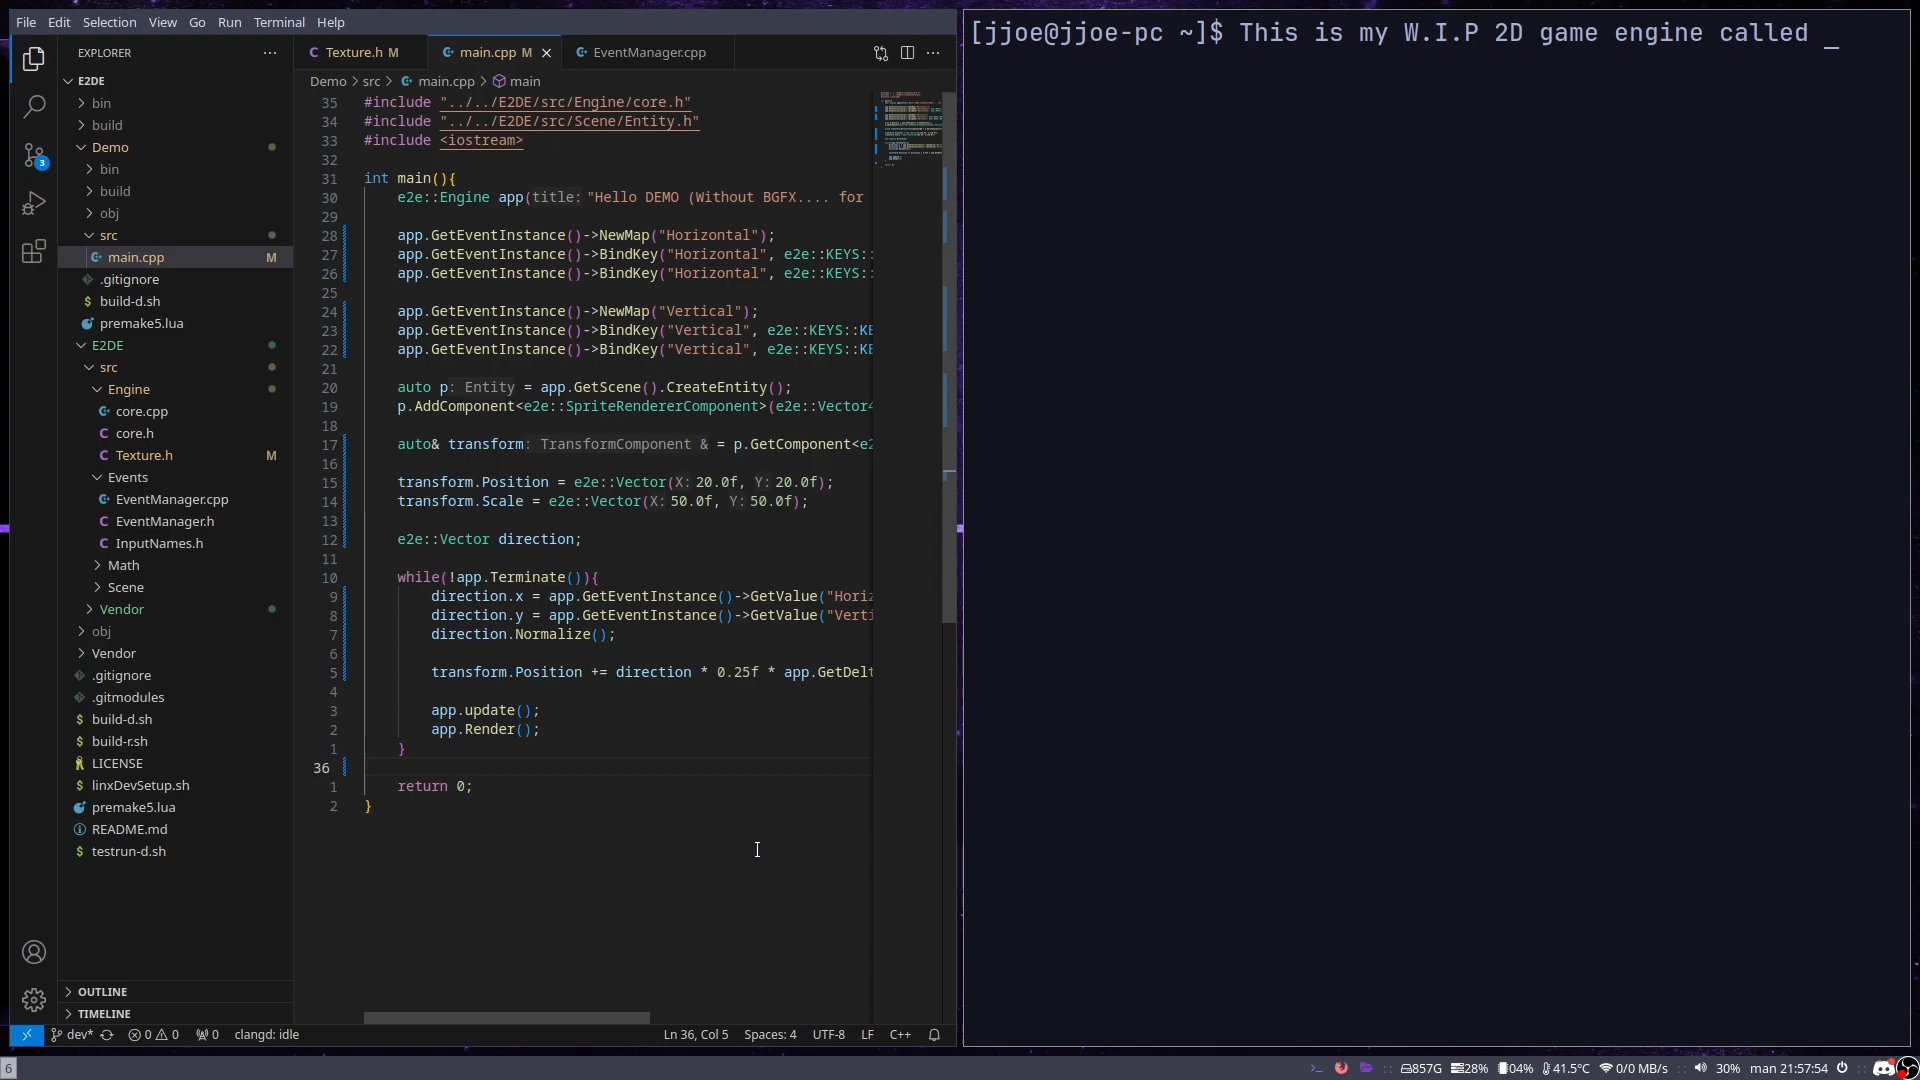 File Edit Selection View Go Run Terminal Help
EXPLORER
E2DE
bin
build
Demo
bin
build
obj
src
main.cpp M
.gitignore
build-d.sh
premake5.lua
E2DE
src
Engine
core.cpp
core.h
Texture.h M
Events
EventManager.cpp
EventManager.h
InputNames.h
Math
Scene
Vendor
obj
Vendor
.gitignore
.gitmodules
build-d.sh
build-r.sh
LICENSE
linxDevSetup.sh
premake5.lua
README.md
testrun-d.sh
OUTLINE
TIMELINE
3
Texture.h M main.cpp M EventManager.cpp
Demo > src > main.cpp > main
35 #include "../../E2DE/src/Engine/core.h"
34 #include "../../E2DE/src/Scene/Entity.h"
33 #include <iostream>
32
31 int main(){
30 e2e::Engine app(title: "Hello DEMO (Without BGFX.... for
29
28 app.GetEventInstance()->NewMap("Horizontal");
27 app.GetEventInstance()->BindKey("Horizontal", e2e::KEYS::
26 app.GetEventInstance()->BindKey("Horizontal", e2e::KEYS::
25
24 app.GetEventInstance()->NewMap("Vertical");
23 app.GetEventInstance()->BindKey("Vertical", e2e::KEYS::KE
22 app.GetEventInstance()->BindKey("Vertical", e2e::KEYS::KE
21
20 auto p: Entity = app.GetScene().CreateEntity();
19 p.AddComponent<e2e::SpriteRendererComponent>(e2e::Vector4
18
17 auto& transform: TransformComponent & = p.GetComponent<e2
16
15 transform.Position = e2e::Vector(X: 20.0f, Y: 20.0f);
14 transform.Scale = e2e::Vector(X: 50.0f, Y: 50.0f);
13
12 e2e::Vector direction;
11
10 while(!app.Terminate()){
9 direction.x = app.GetEventInstance()->GetValue("Horiz
8 direction.y = app.GetEventInstance()->GetValue("Verti
7 direction.Normalize();
6
5 transform.Position += direction * 0.25f * app.GetDelt
4
3 app.update();
2 app.Render();
1 }
36
1 return 0;
2 }
dev* 0 0 0 clangd: idle Ln 36, Col 5 Spaces: 4 UTF-8 LF C++
[jjoe@jjoe-pc ~]$ This is my W.I.P 2D game engine called _
6 857G 28% 04% 41.5°C 0/0 MB/s 30% man 21:57:54